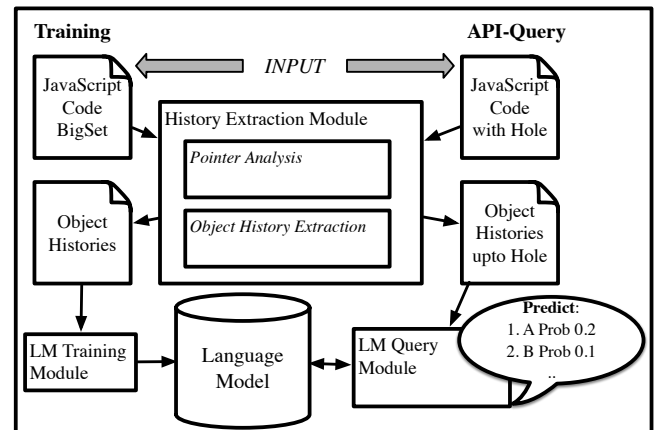 Training
API-Query
INPUT
JavaScript
Code
BigSet
JavaScript
Code
with Hole
History Extraction Module
Pointer Analysis
Object History Extraction
Object
Histories
Object
Histories
upto Hole
LM Training
Module
Language
Model
LM Query
Module
Predict:
1. A Prob 0.2
2. B Prob 0.1
..